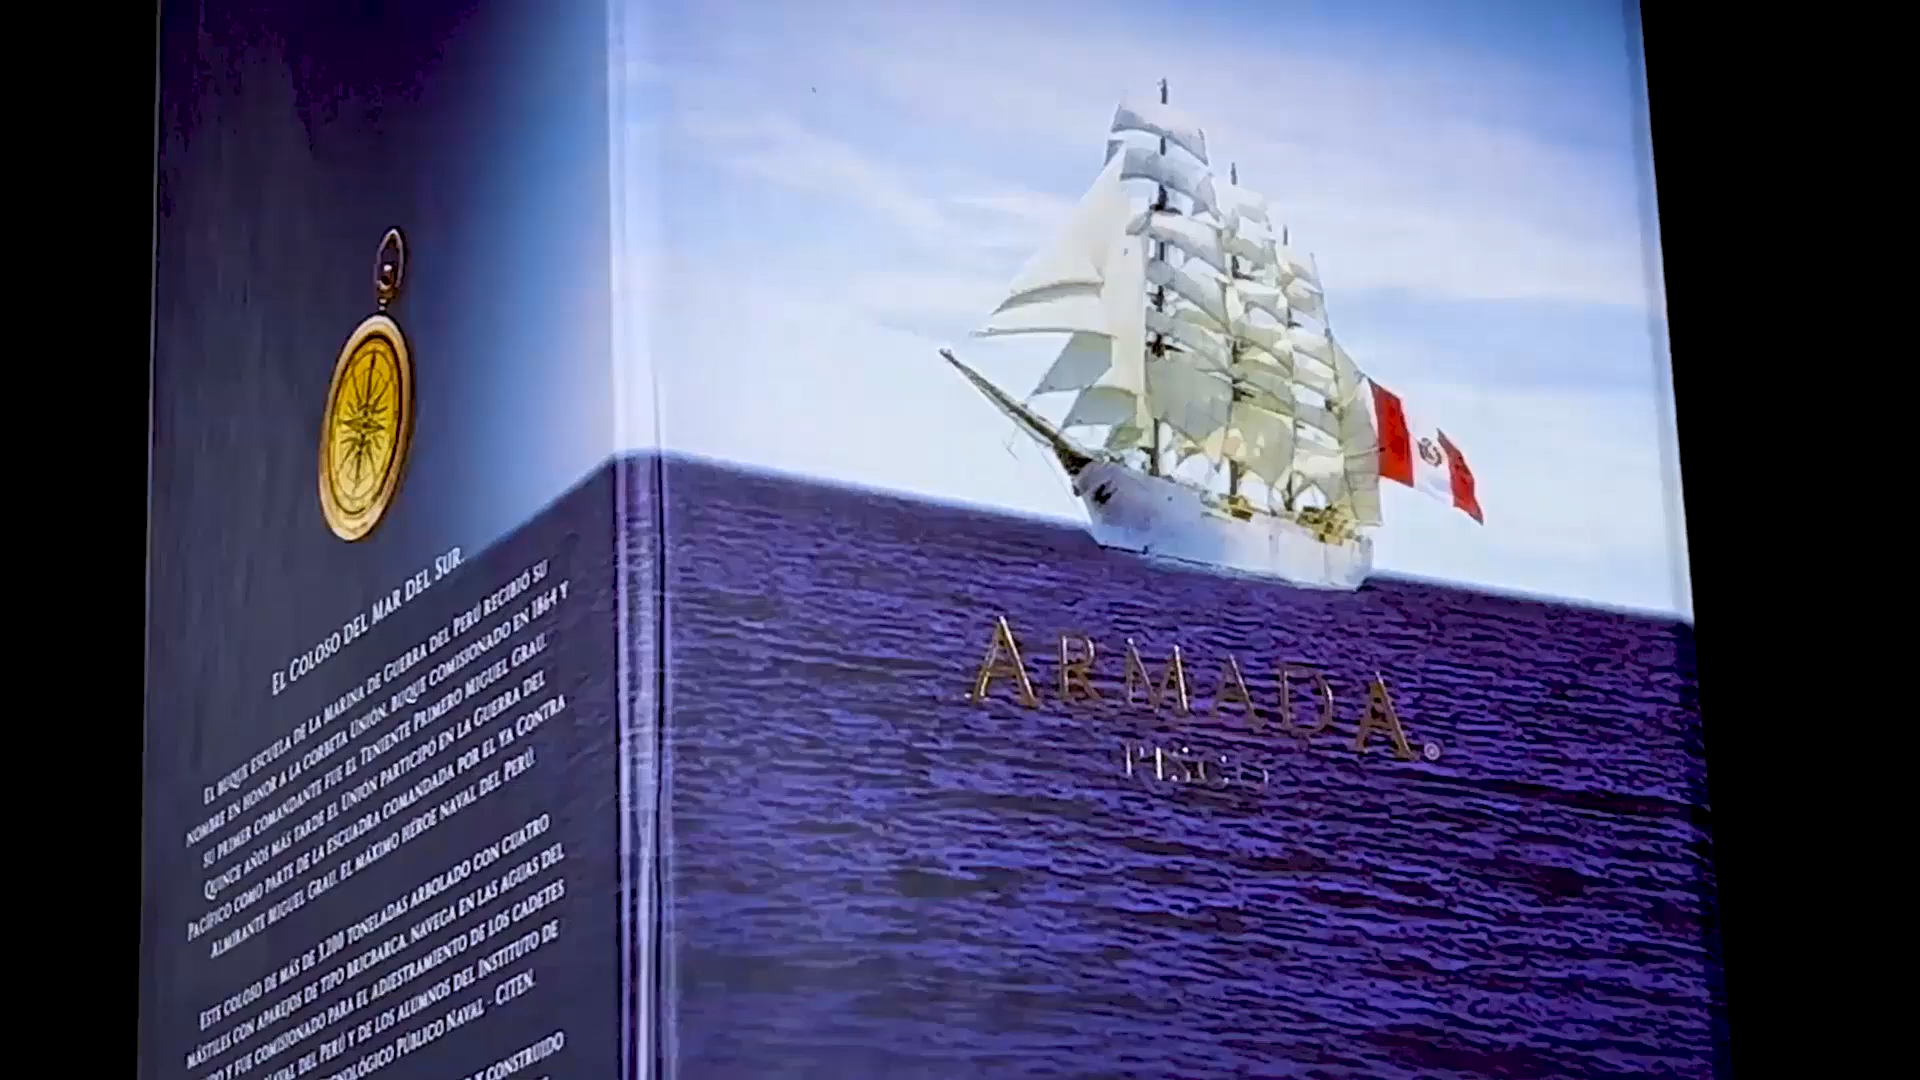 EL COLOSO DEL MAR DEL SUR.
EL BUQUE ESCUELA DE LA MARINA DE GUERRA DEL PERÚ RECIBIÓ SU
NOMBRE EN HONOR A LA CORBETA UNIÓN, BUQUE COMISIONADO EN 1864 Y
SU PRIMER COMANDANTE FUE EL TENIENTE PRIMERO MIGUEL GRAU.
QUINCE AÑOS MÁS TARDE EL UNIÓN PARTICIPÓ EN LA GUERRA DEL
PACÍFICO COMO PARTE DE LA ESCUADRA COMANDADA POR EL YA CONTRA
ALMIRANTE MIGUEL GRAU, EL MÁXIMO HÉROE NAVAL DEL PERÚ.
ESTE COLOSO DE MÁS DE 3,200 TONELADAS ARBOLADO CON CUATRO
MÁSTILES CON APAREJOS DE TIPO BRICBARCA, NAVEGA EN LAS AGUAS DEL
Y FUE COMISIONADO PARA EL ADIESTRAMIENTO DE LOS CADETES
DEL PERÚ Y DE LOS ALUMNOS DEL INSTITUTO DE
PÚBLICO NAVAL - CITEN.
Y CONSTRUIDO
ARMADA®
PISCO